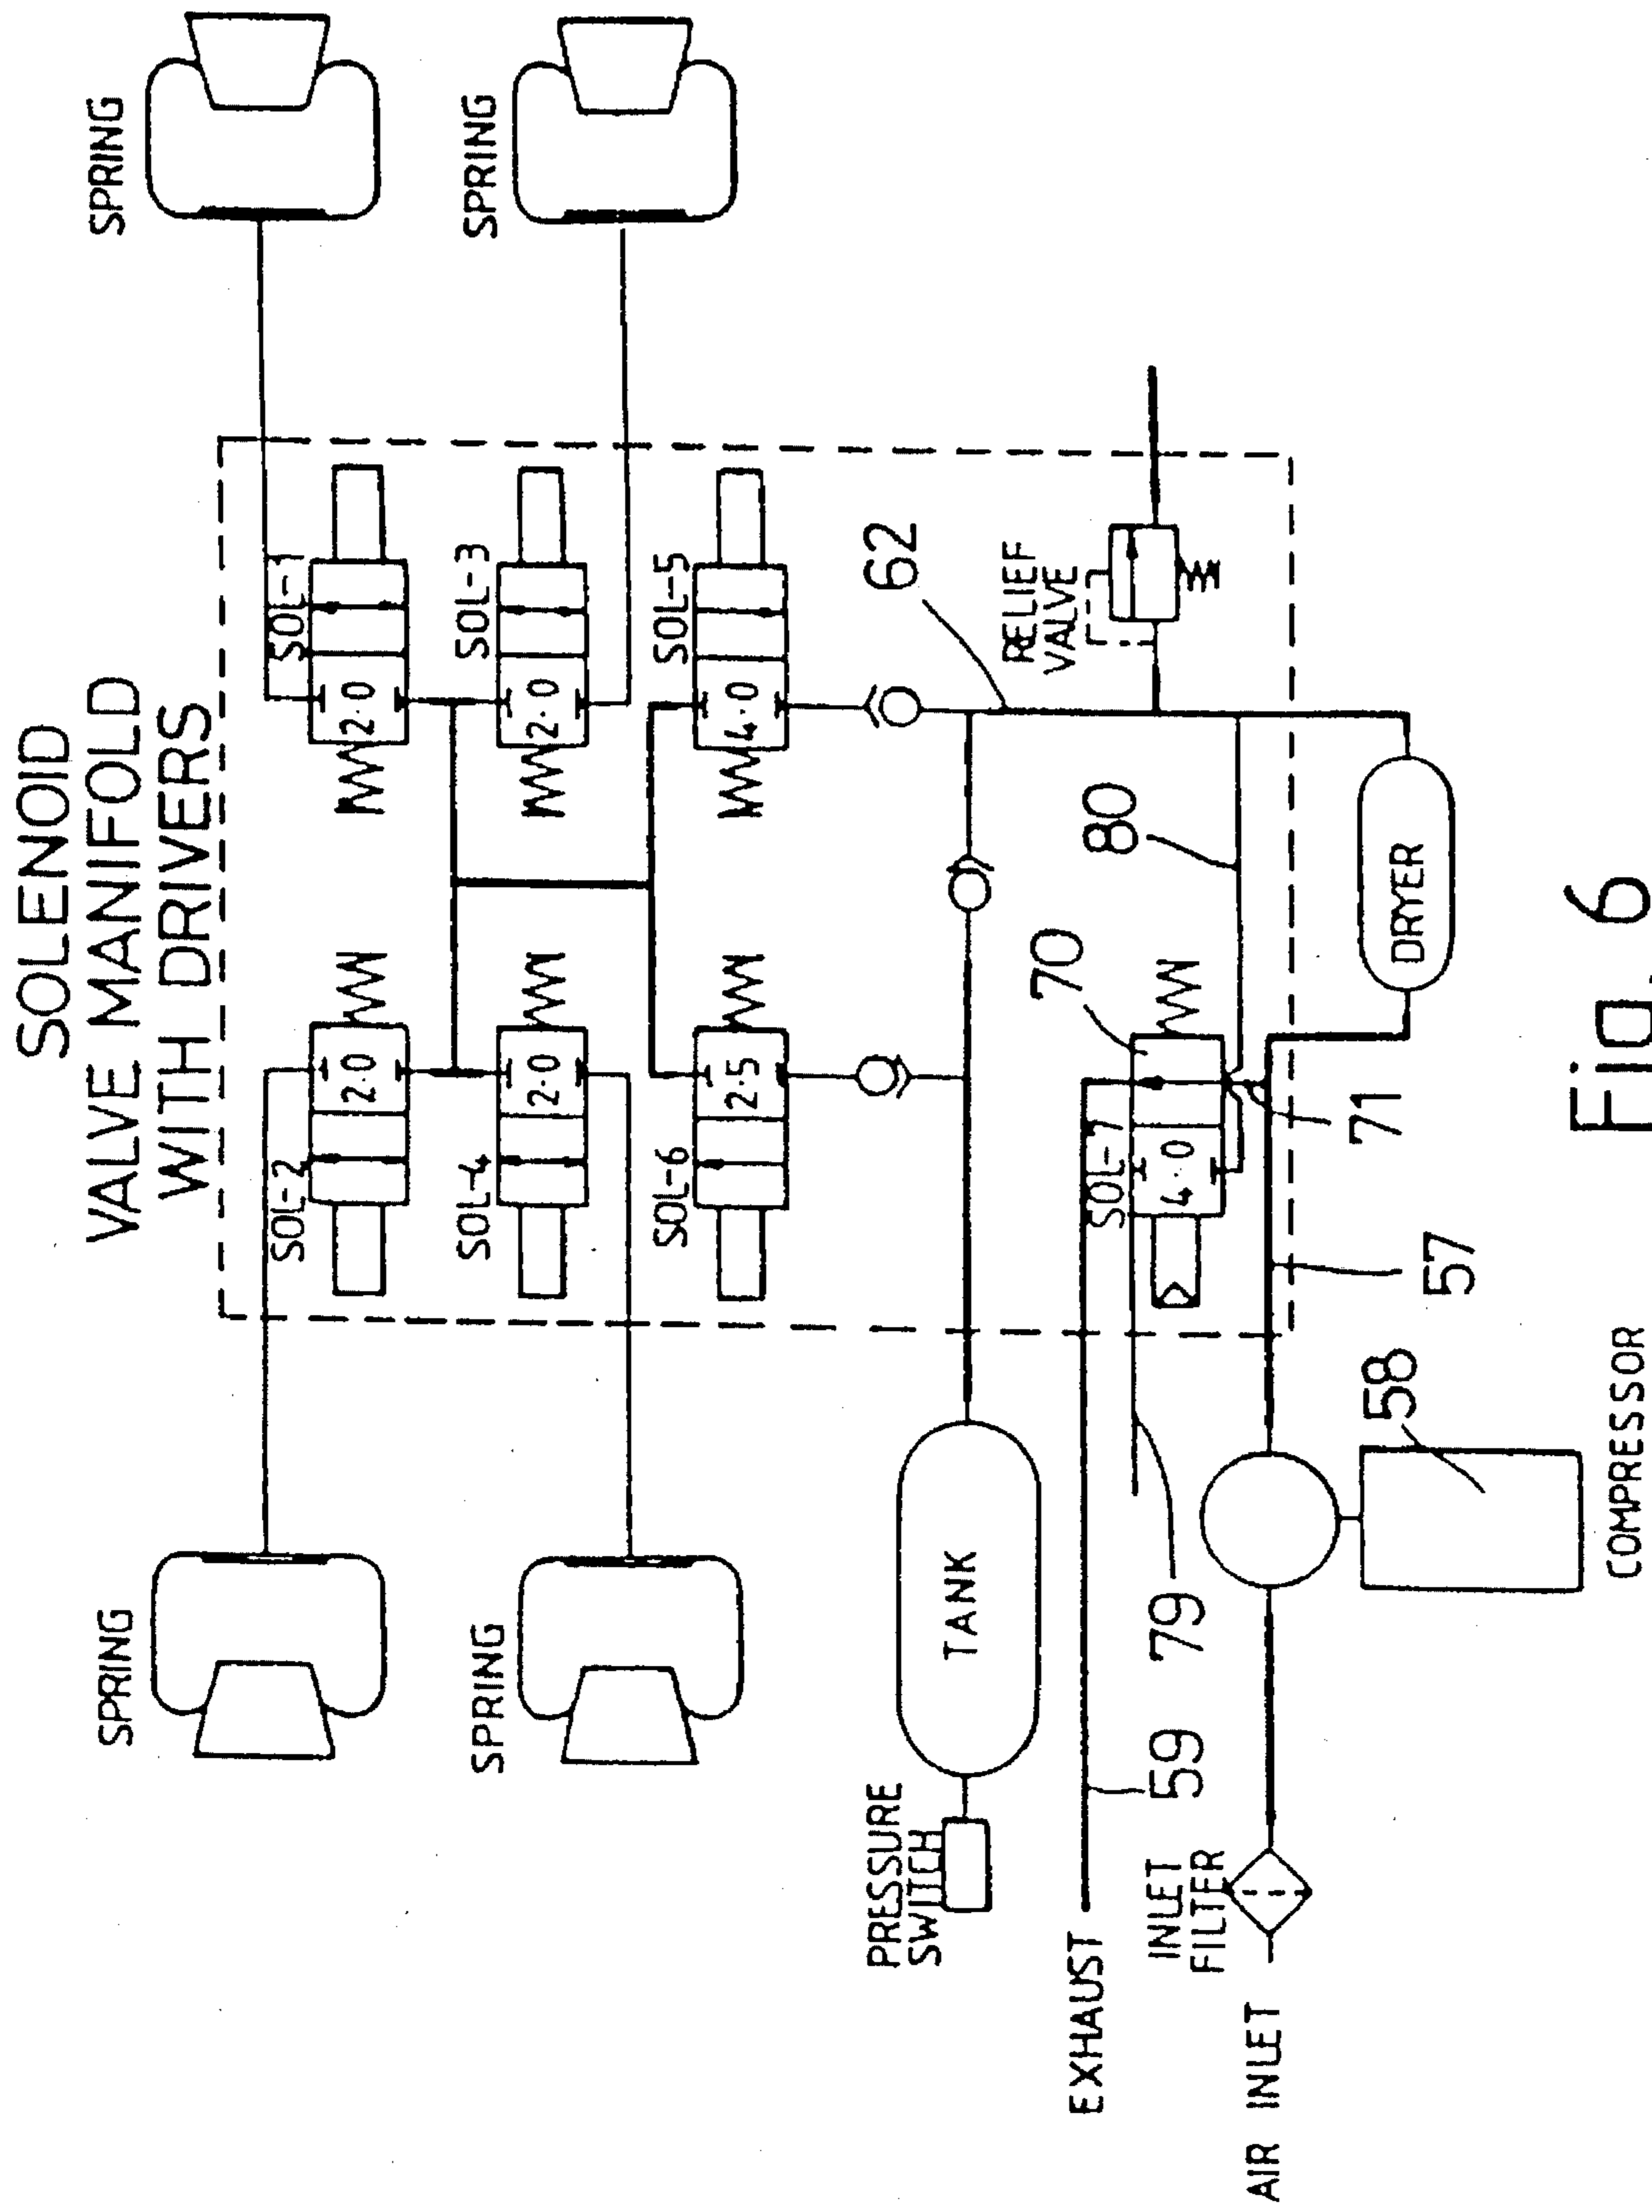 SOLENOID
VALVE MANIFOLD
WITH DRIVERS
SPRING
SPRING
SPRING
SPRING
SOL-2
2·0
SOL-1
2·0
SOL-4
2·0
SOL-3
2·0
SOL-6
2·5
SOL-5
4·0
62
PRESSURE
SWITCH
TANK
RELIEF
VALVE
70
80
SOL-7
4·0
EXHAUST
59
79
71
INLET
FILTER
AIR INLET
57
58
DRYER
COMPRESSOR
Fig. 6